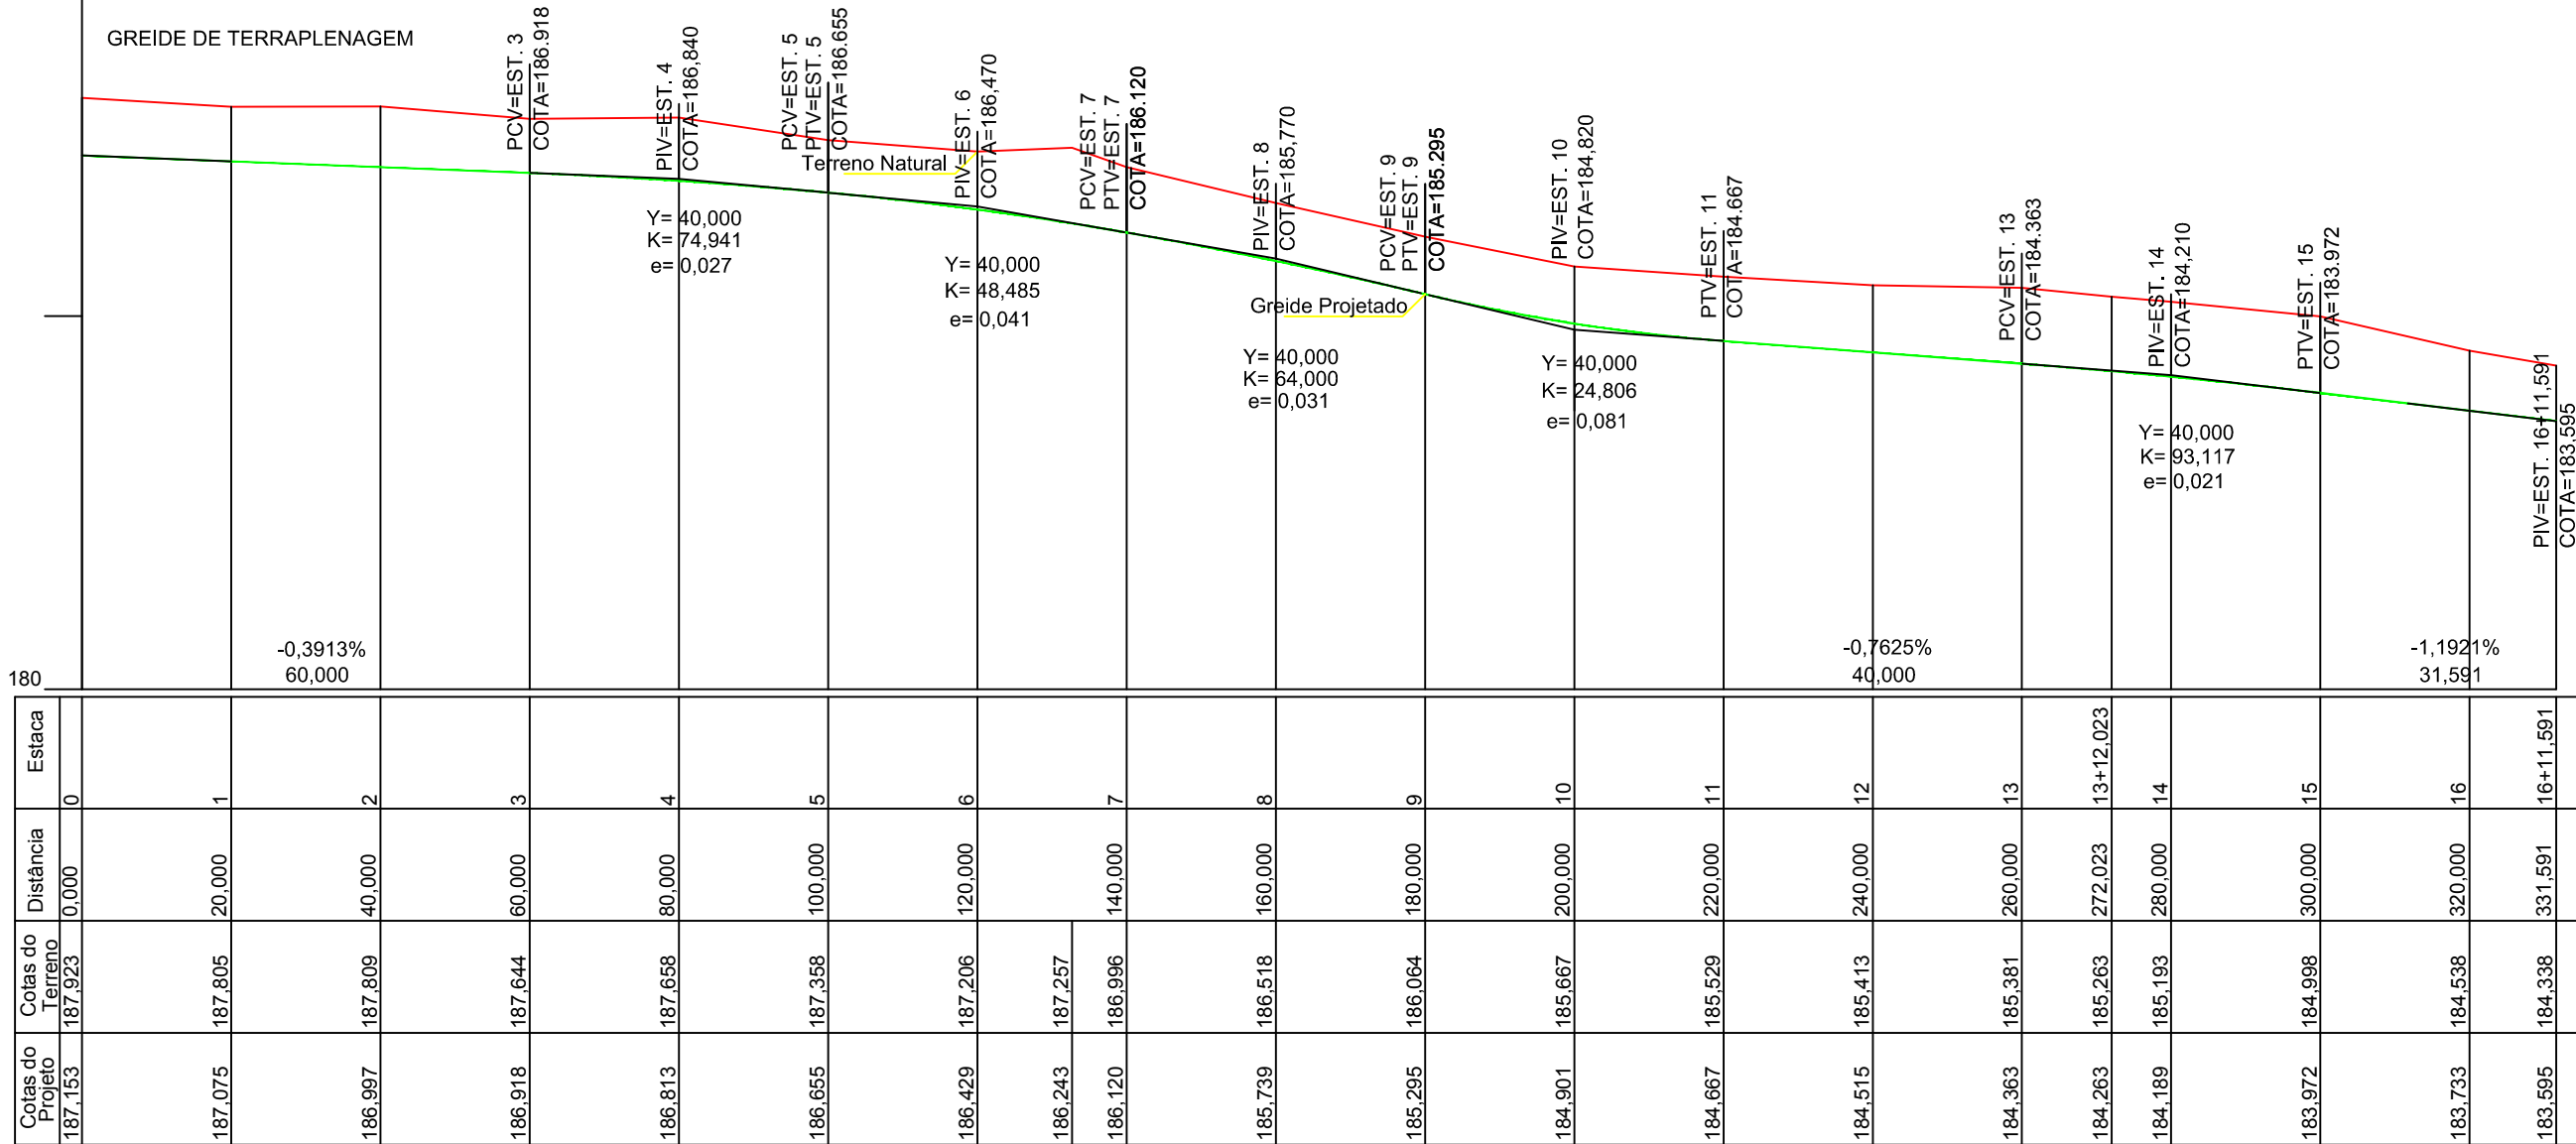 GREIDE DE TERRAPLENAGEM
PCV=EST. 3
COTA=186.918
PIV=EST. 4
COTA=186,840
PCV=EST. 5
PTV=EST. 5
COTA=186.655
PIV=EST. 6
COTA=186,470
PCV=EST. 7
PTV=EST. 7
COTA=186.120
PIV=EST. 8
COTA=185,770
PCV=EST. 9
PTV=EST. 9
COTA=185.295
PIV=EST. 10
COTA=184,820
PTV=EST. 11
COTA=184.667
PCV=EST. 13
COTA=184.363
PIV=EST. 14
COTA=184,210
PTV=EST. 15
COTA=183.972
PIV=EST. 16+11,591
COTA=183,595
Terreno Natural
Greide Projetado
Y= 40,000
K= 74,941
e= 0,027
Y= 40,000
K= 48,485
e= 0,041
Y= 40,000
K= 64,000
e= 0,031
Y= 40,000
K= 24,806
e= 0,081
Y= 40,000
K= 93,117
e= 0,021
-0,3913%
60,000
-0,7625%
40,000
-1,1921%
31,591
180
Estaca
0 1 2 3 4 5 6 7 8 9 10 11 12 13 13+12,023 14 15 16 16+11,591
Distância
0,000 20,000 40,000 60,000 80,000 100,000 120,000 140,000 160,000 180,000 200,000 220,000 240,000 260,000 272,023 280,000 300,000 320,000 331,591
Cotas do
Terreno
187,923 187,805 187,809 187,644 187,658 187,358 187,206 187,257 186,996 186,518 186,064 185,667 185,529 185,413 185,381 185,263 185,193 184,998 184,538 184,338
Cotas do
Projeto
187,153 187,075 186,997 186,918 186,813 186,655 186,429 186,243 186,120 185,739 185,295 184,901 184,667 184,515 184,363 184,263 184,189 183,972 183,733 183,595